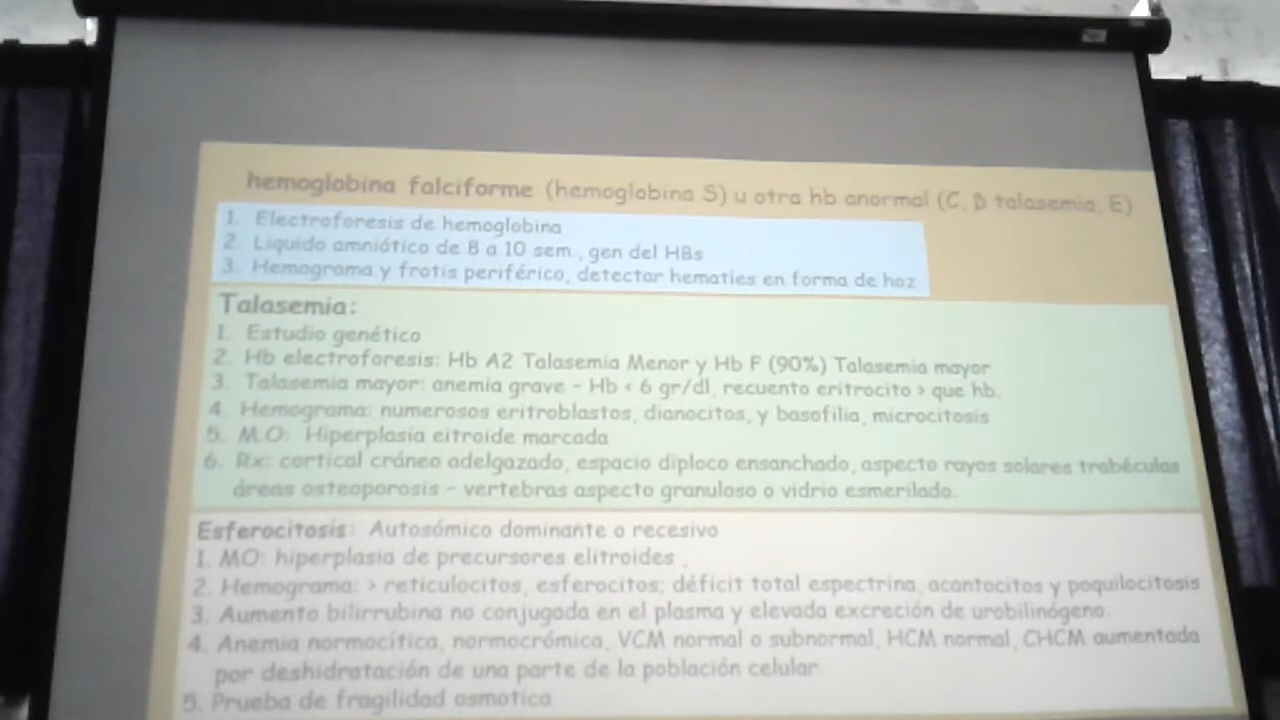 hemoglobina falciforme (hemoglobina S) u otra hb anormal (C, β talasemia, E)
1. Electroforesis de hemoglobina
2. Liquido amniótico de 8 a 10 sem., gen del HBs
3. Hemograma y frotis periférico, detectar hematíes en forma de hoz
Talasemia:
1. Estudio genético
2. Hb electroforesis: Hb A2 Talasemia Menor y Hb F (90%) Talasemia mayor
3. Talasemia mayor: anemia grave - Hb < 6 gr/dl, recuento eritrocito > que hb.
4. Hemograma: numerosos eritroblastos, dianocitos, y basofilia, microcitosis
5. M.O: Hiperplasia eitroide marcada
6. Rx: cortical cráneo adelgazado, espacio diploco ensanchado, aspecto rayos solares trabéculas
áreas osteoporosis - vertebras aspecto granuloso o vidrio esmerilado.
Esferocitosis: Autosómico dominante o recesivo
1. MO: hiperplasia de precursores elitroides .
2. Hemograma: > reticulocitos, esferocitos; déficit total espectrina, acantocitos y poquilocitosis
3. Aumento bilirrubina no conjugada en el plasma y elevada excreción de urobilinógeno.
4. Anemia normocítica, normocrómica, VCM normal o subnormal, HCM normal, CHCM aumentada
por deshidratación de una parte de la población celular.
5. Prueba de fragilidad osmotica